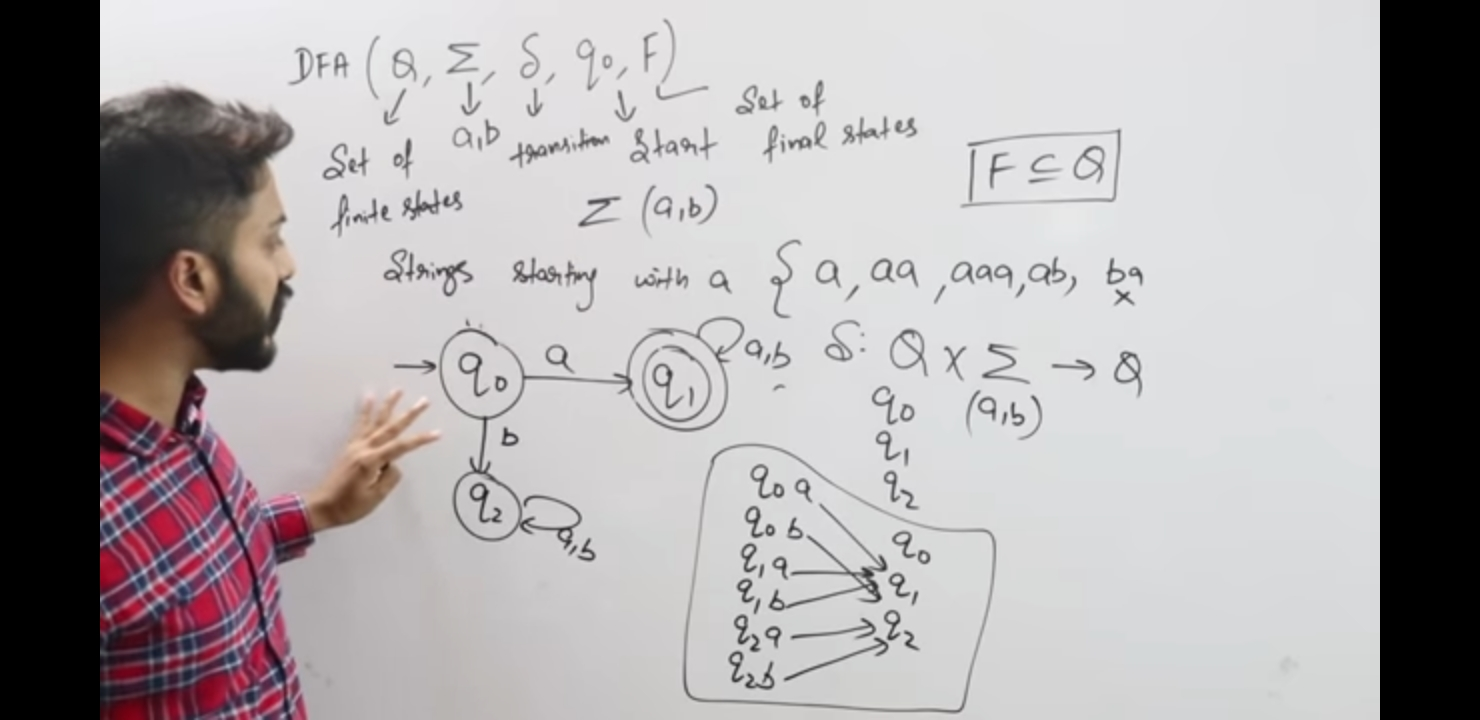 DFA (Q, Σ, δ, q₀, F)
Set of finite states
a,b
transition
Start
Set of final states
F ⊆ Q
Σ (a,b)
Strings starting with a { a, aa, aaa, ab, ba
x
q₀
a
q₁
a,b
b
q₂
a,b
δ: Q x Σ → Q
q₀ (a,b)
q₁
q₂
q₀ a
q₀ b
q₁ a
q₁ b
q₂ a
q₂ b
q₀
q₁
q₂